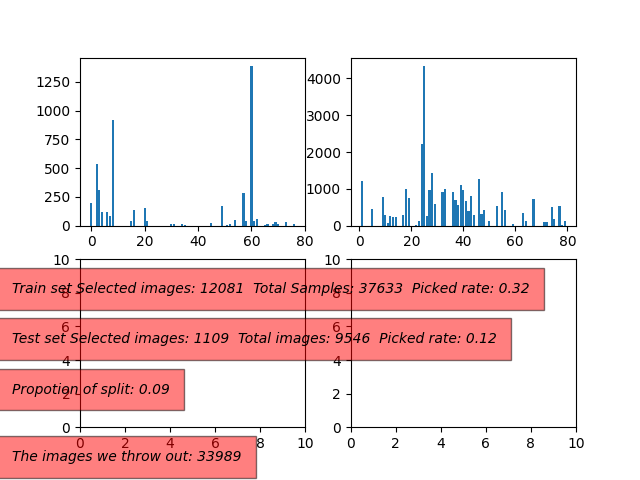 1250
1000
750
500
250
0
0 20 40 60 80
4000
3000
2000
1000
0
0 20 40 60 80
10
8
6
4
2
0
0 2 4 6 8 10
10
8
6
4
2
0
0 2 4 6 8 10
Train set Selected images: 12081 Total Samples: 37633 Picked rate: 0.32
Test set Selected images: 1109 Total images: 9546 Picked rate: 0.12
Propotion of split: 0.09
The images we throw out: 33989